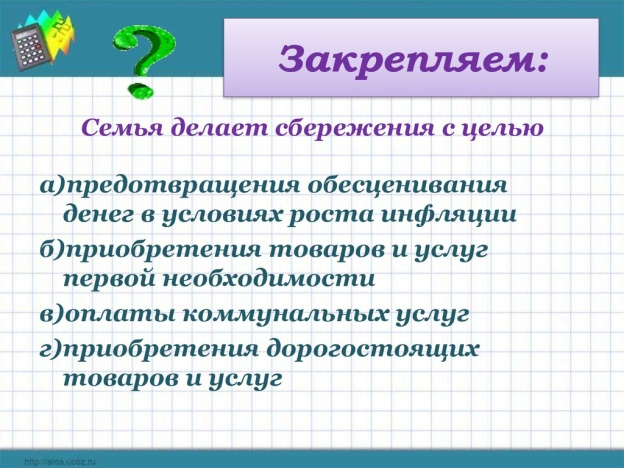 Закрепляем:
Семья делает сбережения с целью
а)предотвращения обесценивания
денег в условиях роста инфляции
б)приобретения товаров и услуг
первой необходимости
в)оплаты коммунальных услуг
г)приобретения дорогостоящих
товаров и услуг
http://aida.ucoz.ru